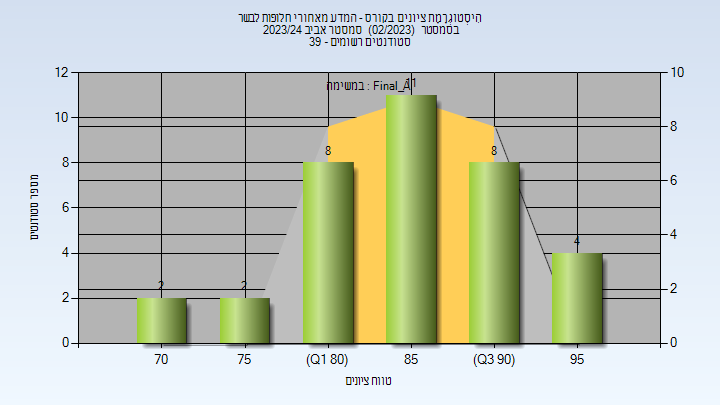 היסטוגרמת ציונים בקורס - המדע מאחורי חלופות לבשר
בסמסטר (02/2023) סמסטר אביב 2023/24
סטודנטים רשומים - 39
במשימה : Final_A
12 10 8 6 4 2 0
10 8 6 4 2 0
2 2 8 11 8 4
מספר סטודנטים
70 75 (Q1 80) 85 (Q3 90) 95
טווח ציונים